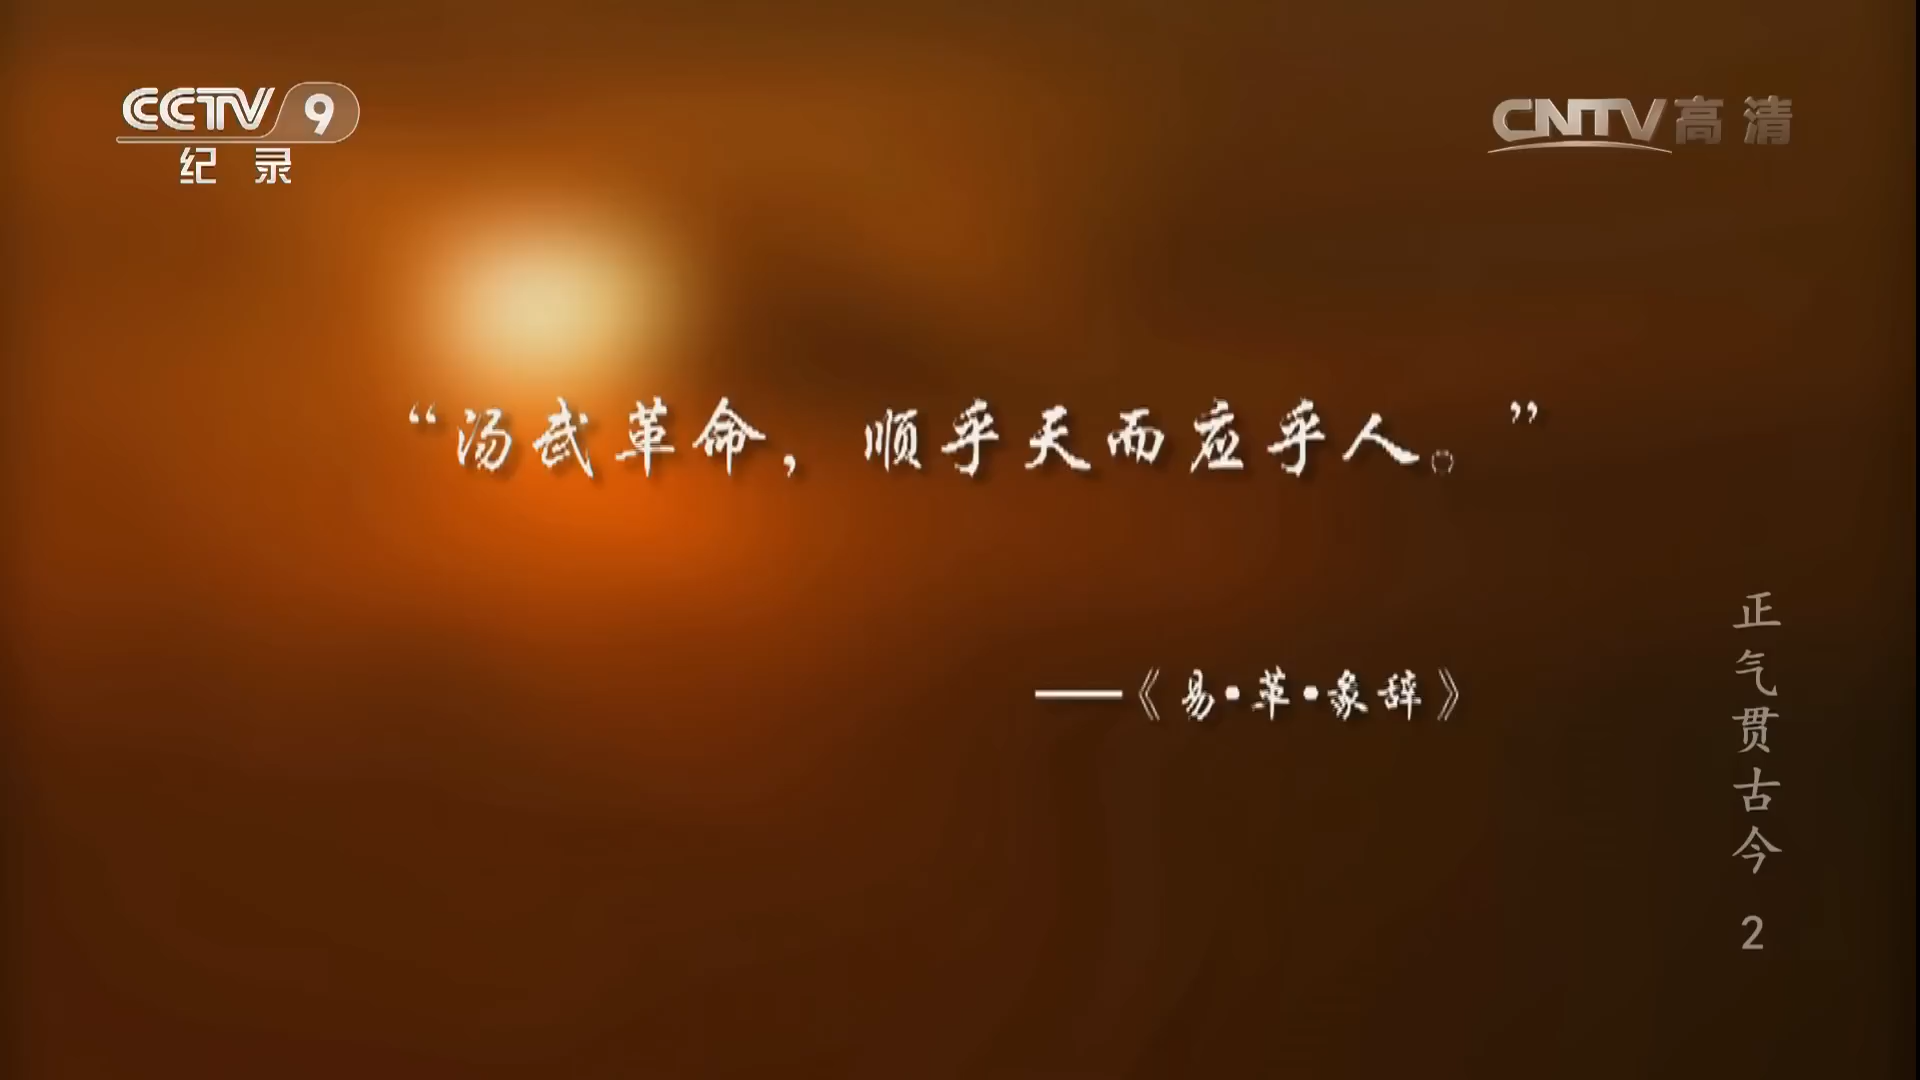 CCTV 9
纪录
CNTV高清
“汤武革命，顺乎天而应乎人。”
——《易·革·象辞》
正气贯古今 2